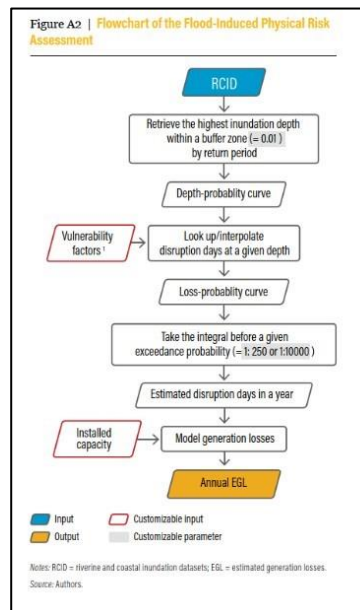 Figure A2 | Flowchart of the Flood-Induced Physical Risk
Assessment
RCID
Retrieve the highest inundation depth
within a buffer zone (= 0.01 )
by return period
Depth-probablity curve
Vulnerability
factors ¹
Look up/interpolate
disruption days at a given depth
Loss-probablity curve
Take the integral before a given
exceedance probability (= 1: 250 or 1:10000 )
Estimated disruption days in a year
Installed
capacity
Model generation losses
Annual EGL
Input
Customizable input
Output
Customizable parameter
Notes: RCID = riverine and coastal inundation datasets; EGL = estimated generation losses.
Source: Authors.